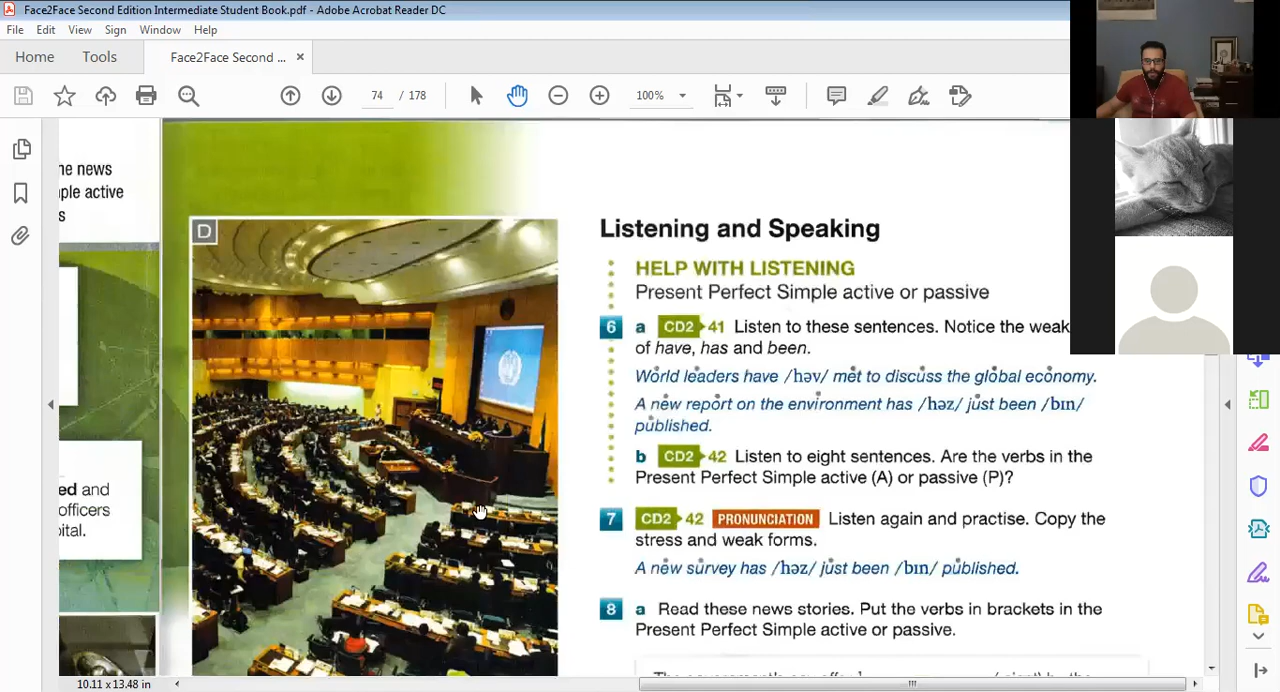 Face2Face Second Edition Intermediate Student Book.pdf - Adobe Acrobat Reader DC
File Edit View Sign Window Help
Home Tools Face2Face Second ... ×
74 / 178 100%
he news
ple active
s
ed and
officers
ital.
D
Listening and Speaking
HELP WITH LISTENING
Present Perfect Simple active or passive
6 a CD2 41 Listen to these sentences. Notice the weak
of have, has and been.
World leaders have /həv/ met to discuss the global economy.
A new report on the environment has /həz/ just been /bɪn/
published.
b CD2 42 Listen to eight sentences. Are the verbs in the
Present Perfect Simple active (A) or passive (P)?
7 CD2 42 PRONUNCIATION Listen again and practise. Copy the
stress and weak forms.
A new survey has /həz/ just been /bɪn/ published.
8 a Read these news stories. Put the verbs in brackets in the
Present Perfect Simple active or passive.
10.11 x 13.48 in